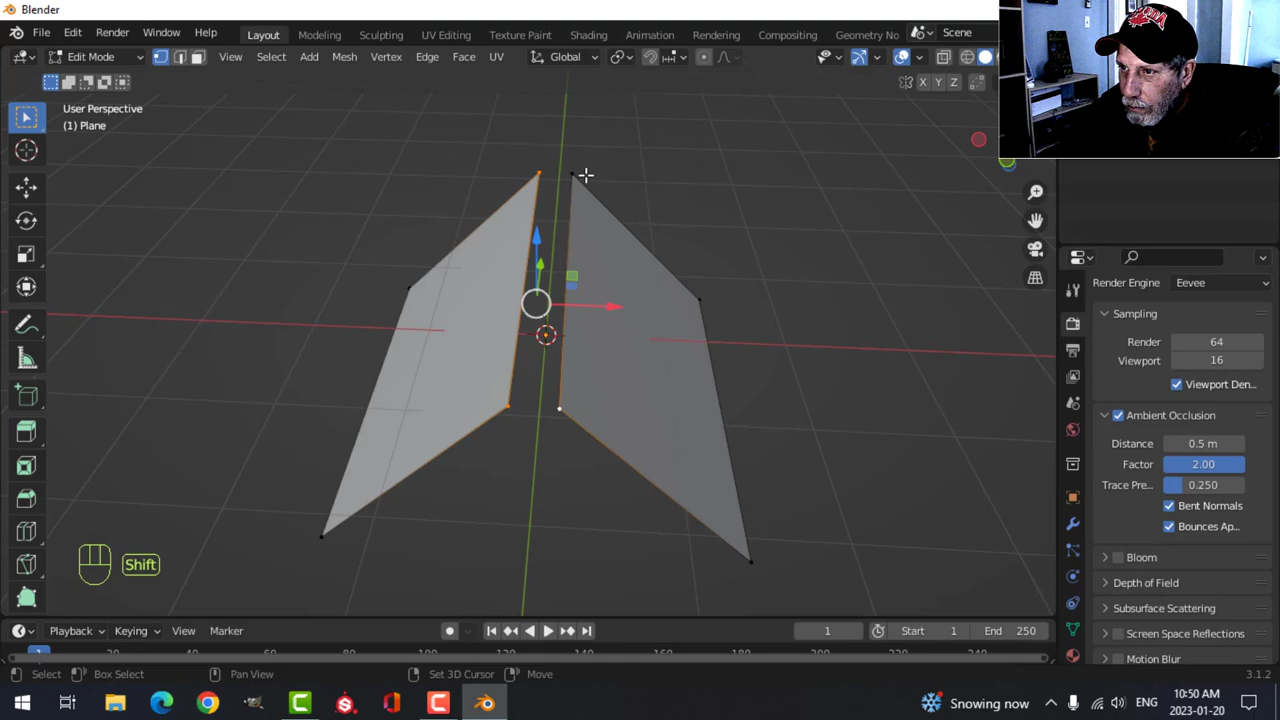 Blender
File Edit Render Window Help
Layout Modeling Sculpting UV Editing Texture Paint Shading Animation Rendering Compositing Geometry No
Scene
Edit Mode View Select Add Mesh Vertex Edge Face UV Global
X Y Z
User Perspective
(1) Plane
Render Engine Eevee
Sampling
Render 64
Viewport 16
Viewport Den...
Ambient Occlusion
Distance 0.5 m
Factor 2.00
Trace Pre... 0.250
Bent Normals
Bounces Ap...
Bloom
Depth of Field
Subsurface Scattering
Screen Space Reflections
Motion Blur
Shift
Playback Keying View Marker
1 Start 1 End 250
Select Box Select Pan View Set 3D Cursor Move
3.1.2
Snowing now
ENG
10:50 AM
2023-01-20